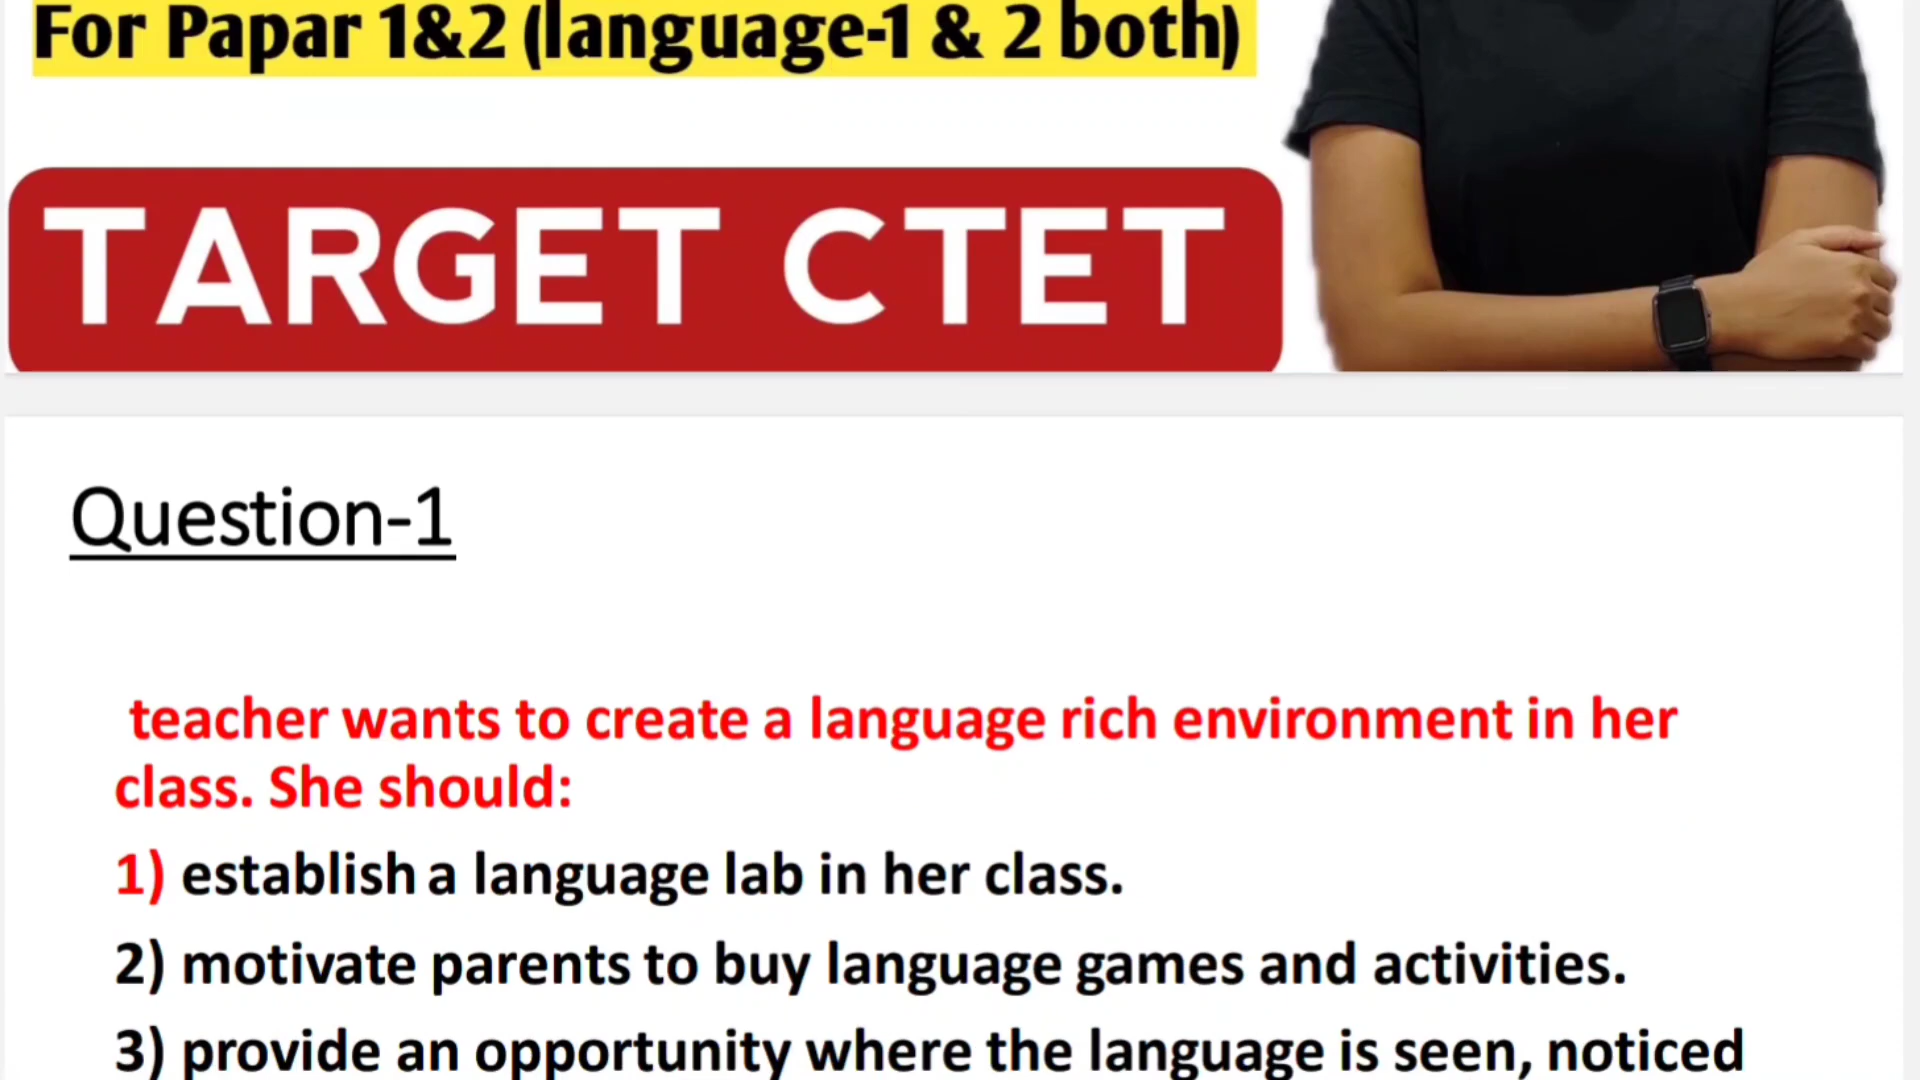 For Papar 1&2 (language-1 & 2 both)
TARGET CTET
Question-1
teacher wants to create a language rich environment in her
class. She should:
1) establish a language lab in her class.
2) motivate parents to buy language games and activities.
3) provide an opportunity where the language is seen, noticed